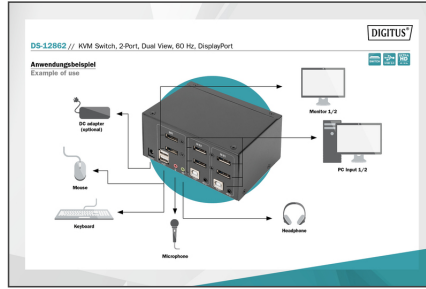 DIGITUS®
DS-12862 // KVM Switch, 2-Port, Dual View, 60 Hz, DisplayPort
Anwendungsbeispiel
Example of use
Monitor 1/2
DC adapter
(optional)
PC Input 1/2
Mouse
Keyboard
Headphone
Microphone